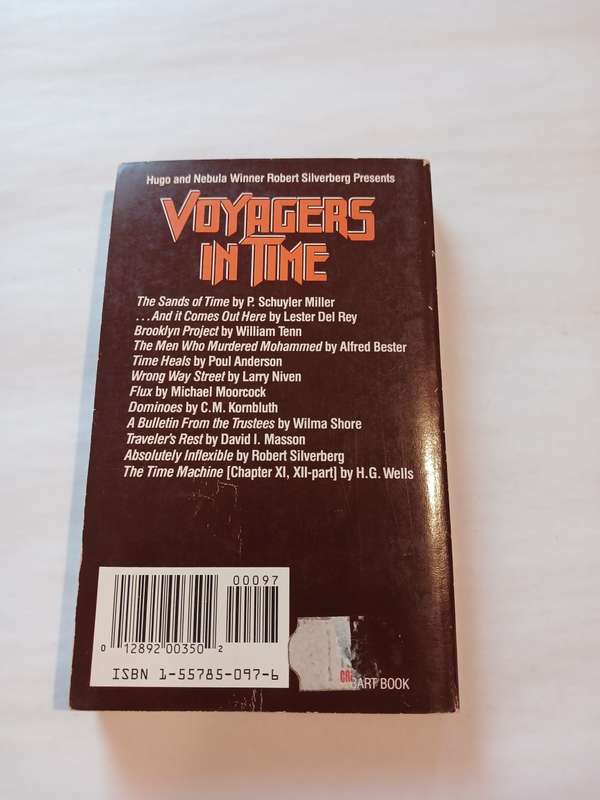 Hugo and Nebula Winner Robert Silverberg Presents
VOYAGERS
IN TIME
The Sands of Time by P. Schuyler Miller
...And it Comes Out Here by Lester Del Rey
Brooklyn Project by William Tenn
The Men Who Murdered Mohammed by Alfred Bester
Time Heals by Poul Anderson
Wrong Way Street by Larry Niven
Flux by Michael Moorcock
Dominoes by C.M. Kornbluth
A Bulletin From the Trustees by Wilma Shore
Traveler's Rest by David I. Masson
Absolutely Inflexible by Robert Silverberg
The Time Machine [Chapter XI, XII-part] by H.G. Wells
00097
0 12892 00350 2
ISBN 1-55785-097-6
BART BOOK